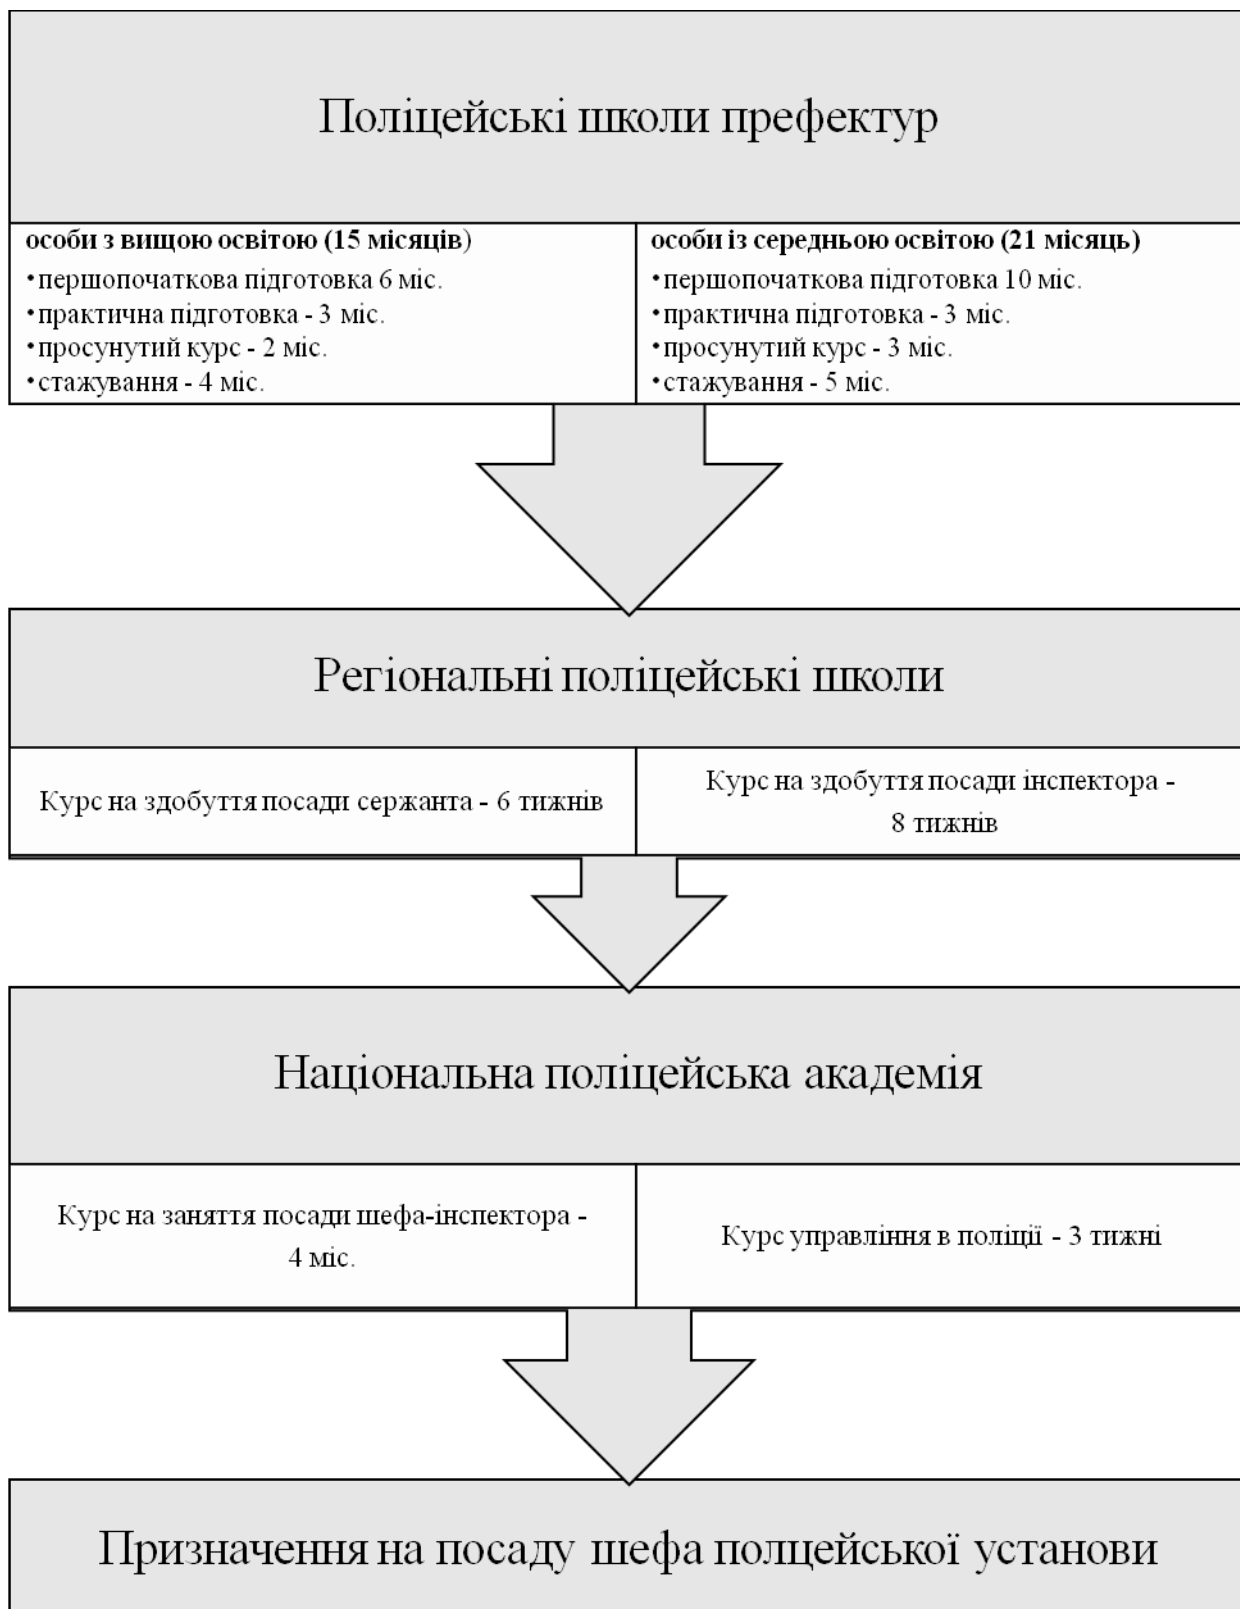 Поліцейські школи префектур
особи з вищою освітою (15 місяців)
•першопочаткова підготовка 6 міс.
•практична підготовка - 3 міс.
•просунутий курс - 2 міс.
•стажування - 4 міс.
особи із середньою освітою (21 місяць)
•першопочаткова підготовка 10 міс.
•практична підготовка - 3 міс.
•просунутий курс - 3 міс.
•стажування - 5 міс.
Регіональні поліцейські школи
Курс на здобуття посади сержанта - 6 тижнів
Курс на здобуття посади інспектора -
8 тижнів
Національна поліцейська академія
Курс на заняття посади шефа-інспектора -
4 міс.
Курс управління в поліції - 3 тижні
Призначення на посаду шефа полцейської установи